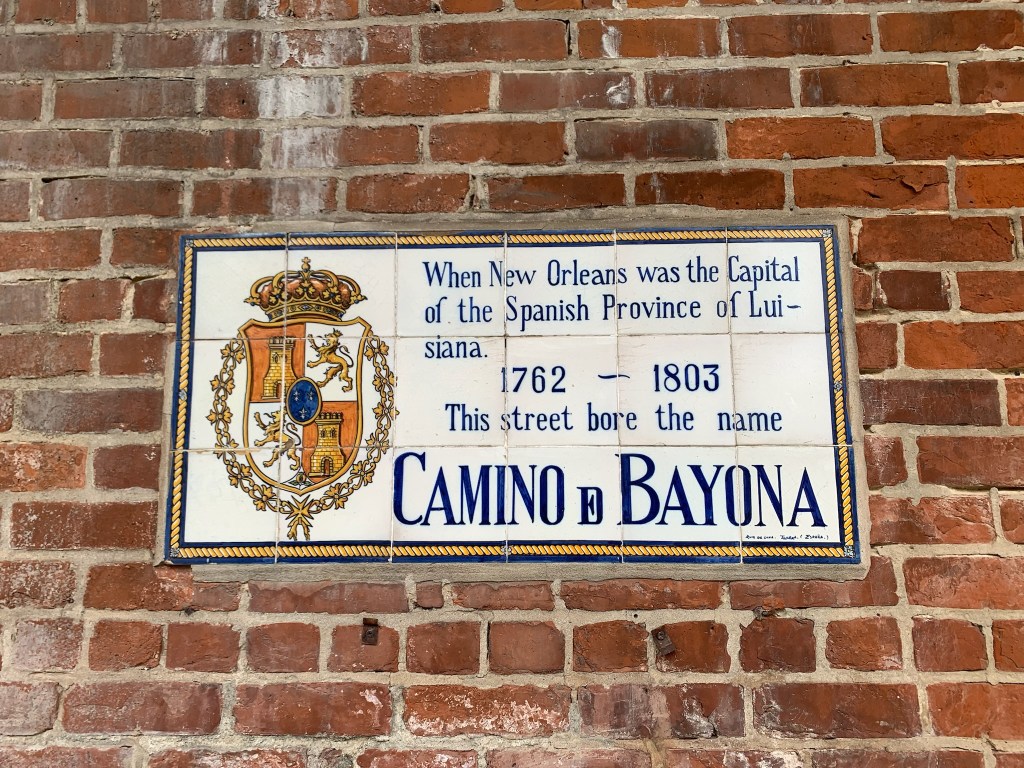 When New Orleans was the Capital
of the Spanish Province of Lui-
siana.
1762 — 1803
This street bore the name
CAMINO DE BAYONA